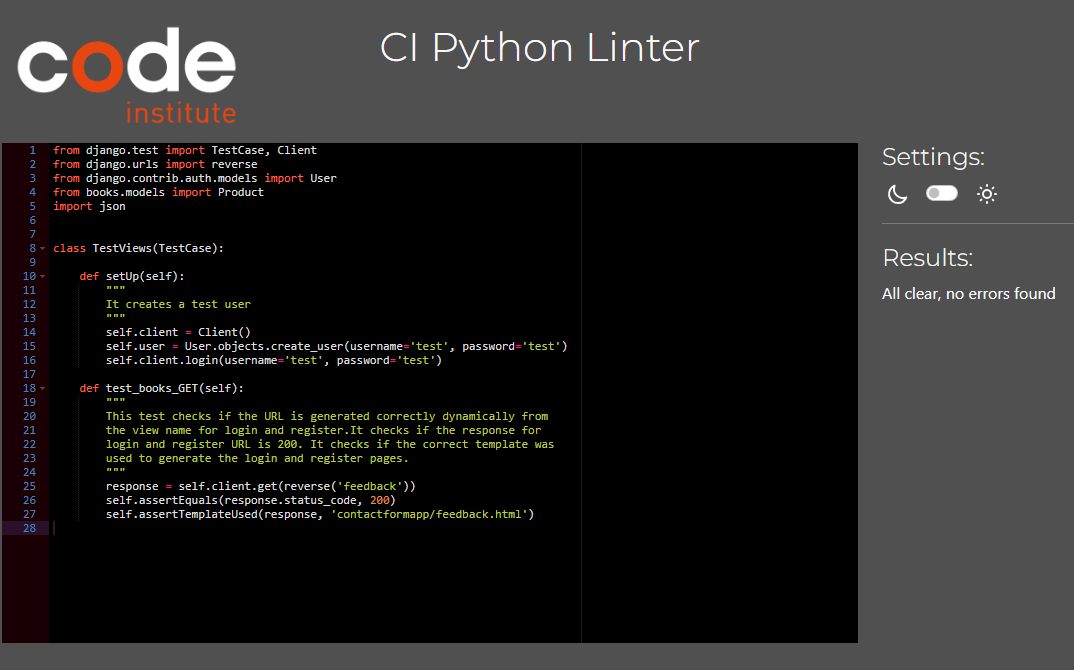 code
institute
CI Python Linter
1 from django.test import TestCase, Client
2 from django.urls import reverse
3 from django.contrib.auth.models import User
4 from books.models import Product
5 import json
6
7
8 class TestViews(TestCase):
9
10     def setUp(self):
11         """
12         It creates a test user
13         """
14         self.client = Client()
15         self.user = User.objects.create_user(username='test', password='test')
16         self.client.login(username='test', password='test')
17
18     def test_books_GET(self):
19         """
20         This test checks if the URL is generated correctly dynamically from
21         the view name for login and register.It checks if the response for
22         login and register URL is 200. It checks if the correct template was
23         used to generate the login and register pages.
24         """
25         response = self.client.get(reverse('feedback'))
26         self.assertEquals(response.status_code, 200)
27         self.assertTemplateUsed(response, 'contactformapp/feedback.html')
28
Settings:
Results:
All clear, no errors found